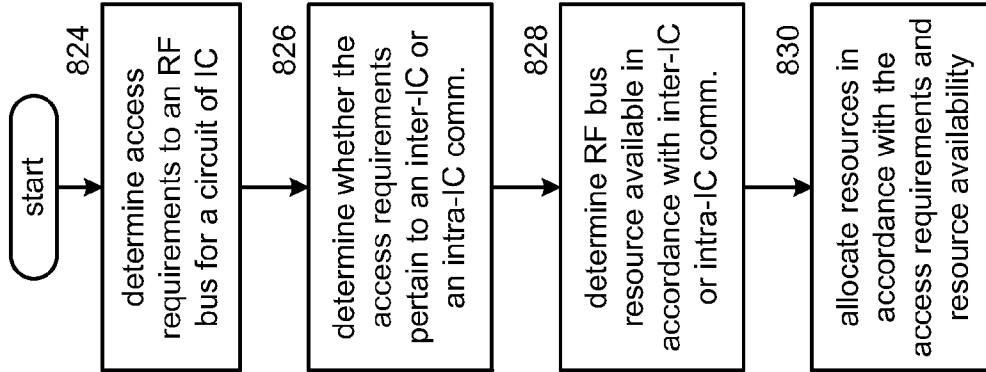 start
824
determine access
requirements to an RF
bus for a circuit of IC
826
determine whether the
access requirements
pertain to an inter-IC or
an intra-IC comm.
828
determine RF bus
resource available in
accordance with inter-IC
or intra-IC comm.
830
allocate resources in
accordance with the
access requirements and
resource availability